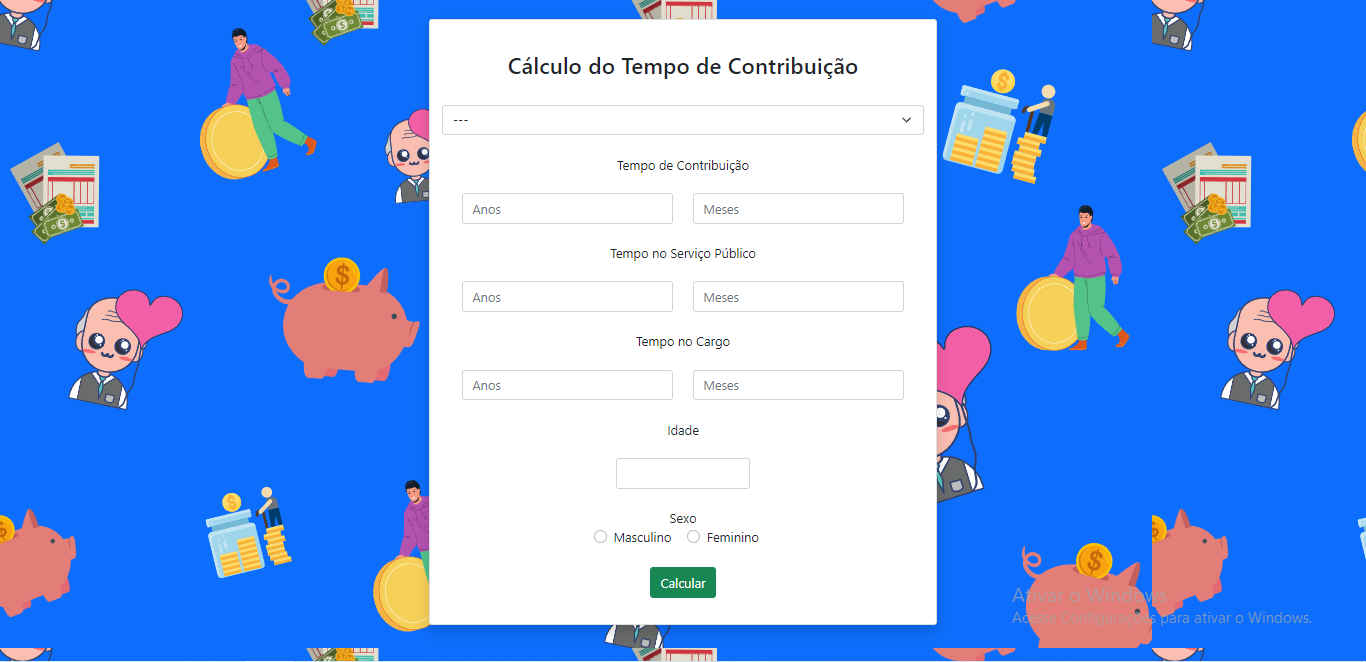 Cálculo do Tempo de Contribuição
---
Tempo de Contribuição
Anos Meses
Tempo no Serviço Público
Anos Meses
Tempo no Cargo
Anos Meses
Idade
Sexo
Masculino Feminino
Calcular
Ativar o Windows
Acesse Configurações para ativar o Windows.